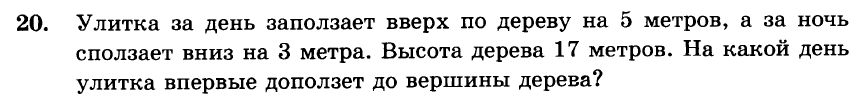 20. Улитка за день заползает вверх по дереву на 5 метров, а за ночь
сползает вниз на 3 метра. Высота дерева 17 метров. На какой день
улитка впервые доползет до вершины дерева?